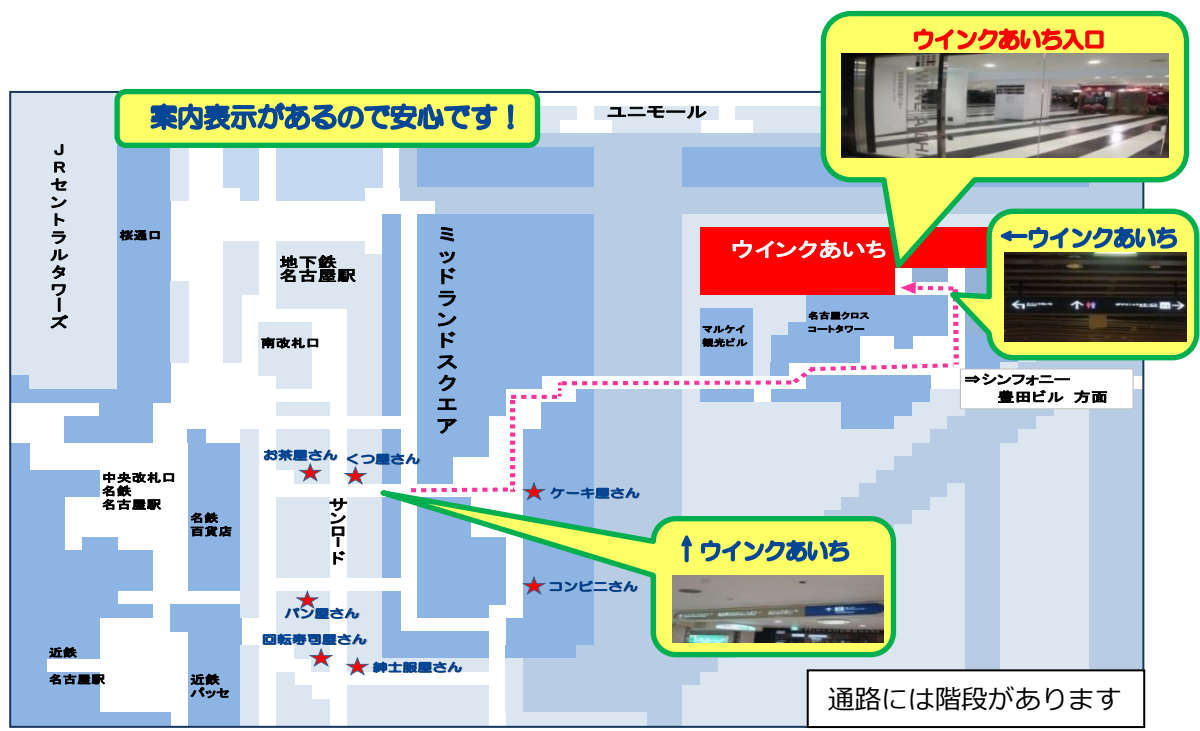 ウインクあいち入口
案内表示があるので安心です！
ユニモール
JRセントラルタワーズ
桜通口
地下鉄
名古屋駅
ミッドランドスクエア
ウインクあいち
←ウインクあいち
名古屋クロス
コートタワー
マルケイ
観光ビル
南改札口
⇒シンフォニー
豊田ビル 方面
お茶屋さん
くつ屋さん
中央改札口
名鉄
名古屋駅
ケーキ屋さん
サンロード
名鉄
百貨店
↑ウインクあいち
コンビニさん
パン屋さん
回転寿司屋さん
紳士服屋さん
近鉄
名古屋駅
近鉄
パッセ
通路には階段があります